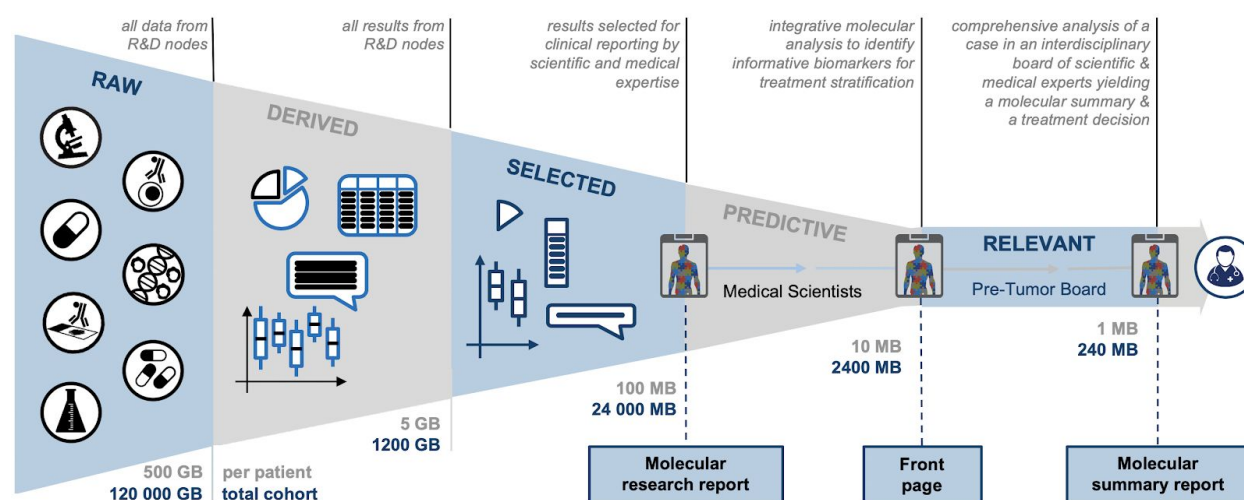 all data from
R&D nodes
all results from
R&D nodes
results selected for
clinical reporting by
scientific and medical
expertise
integrative molecular
analysis to identify
informative biomarkers for
treatment stratification
comprehensive analysis of a
case in an interdisciplinary
board of scientific &
medical experts yielding
a molecular summary &
a treatment decision
RAW
DERIVED
SELECTED
PREDICTIVE
RELEVANT
Medical Scientists
Pre-Tumor Board
500 GB
120 000 GB
per patient
total cohort
5 GB
1200 GB
100 MB
24 000 MB
10 MB
2400 MB
1 MB
240 MB
Molecular
research report
Front
page
Molecular
summary report